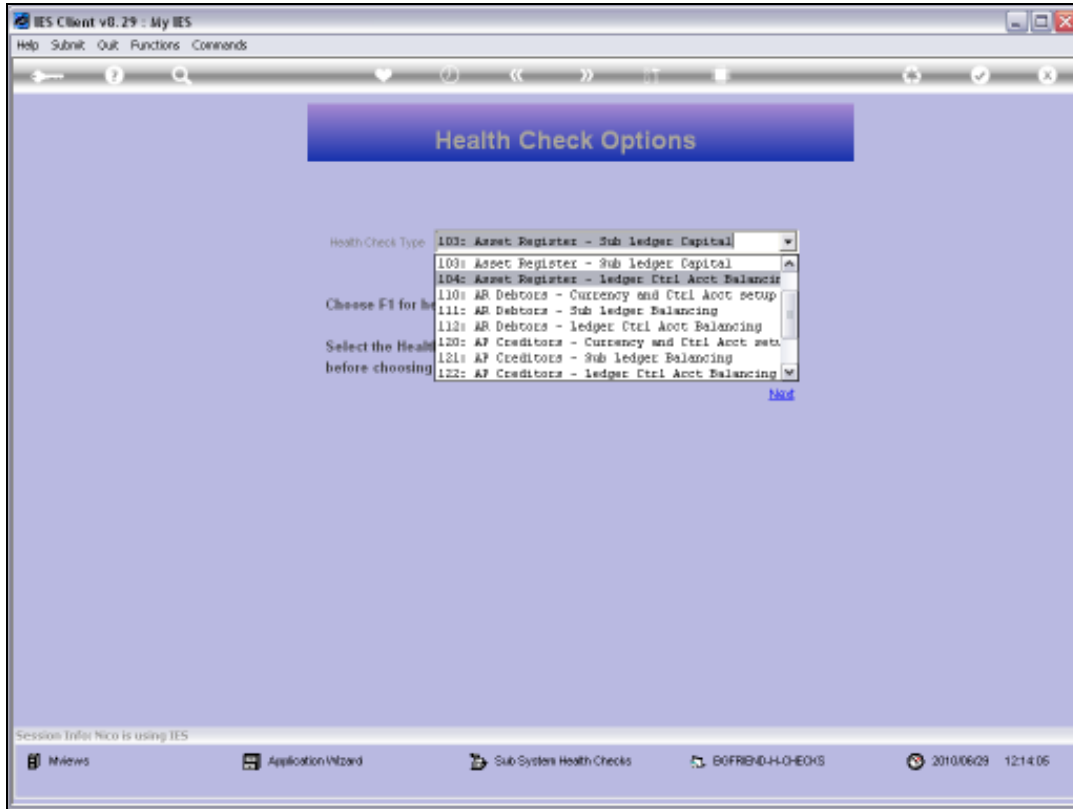 IES Client v8.29 : My IES
Help Submit Quit Functions Commands
Health Check Options
Health Check Type 103: Asset Register - Sub ledger Capital
103: Asset Register - Sub ledger Capital
104: Asset Register - ledger Ctrl Acct Balancin
110: AR Debtors - Currency and Ctrl Acct setup
Choose F1 for he
111: AR Debtors - Sub ledger Balancing
112: AR Debtors - ledger Ctrl Acct Balancing
120: AP Creditors - Currency and Ctrl Acct setu
Select the Healt
121: AP Creditors - Sub ledger Balancing
before choosing
122: AP Creditors - ledger Ctrl Acct Balancing
Next
Session Info: Nico is using IES
Mviews Application Wizard Sub System Health Checks BGFRIEND-H-CHECKS 2010/06/29 12:14:05